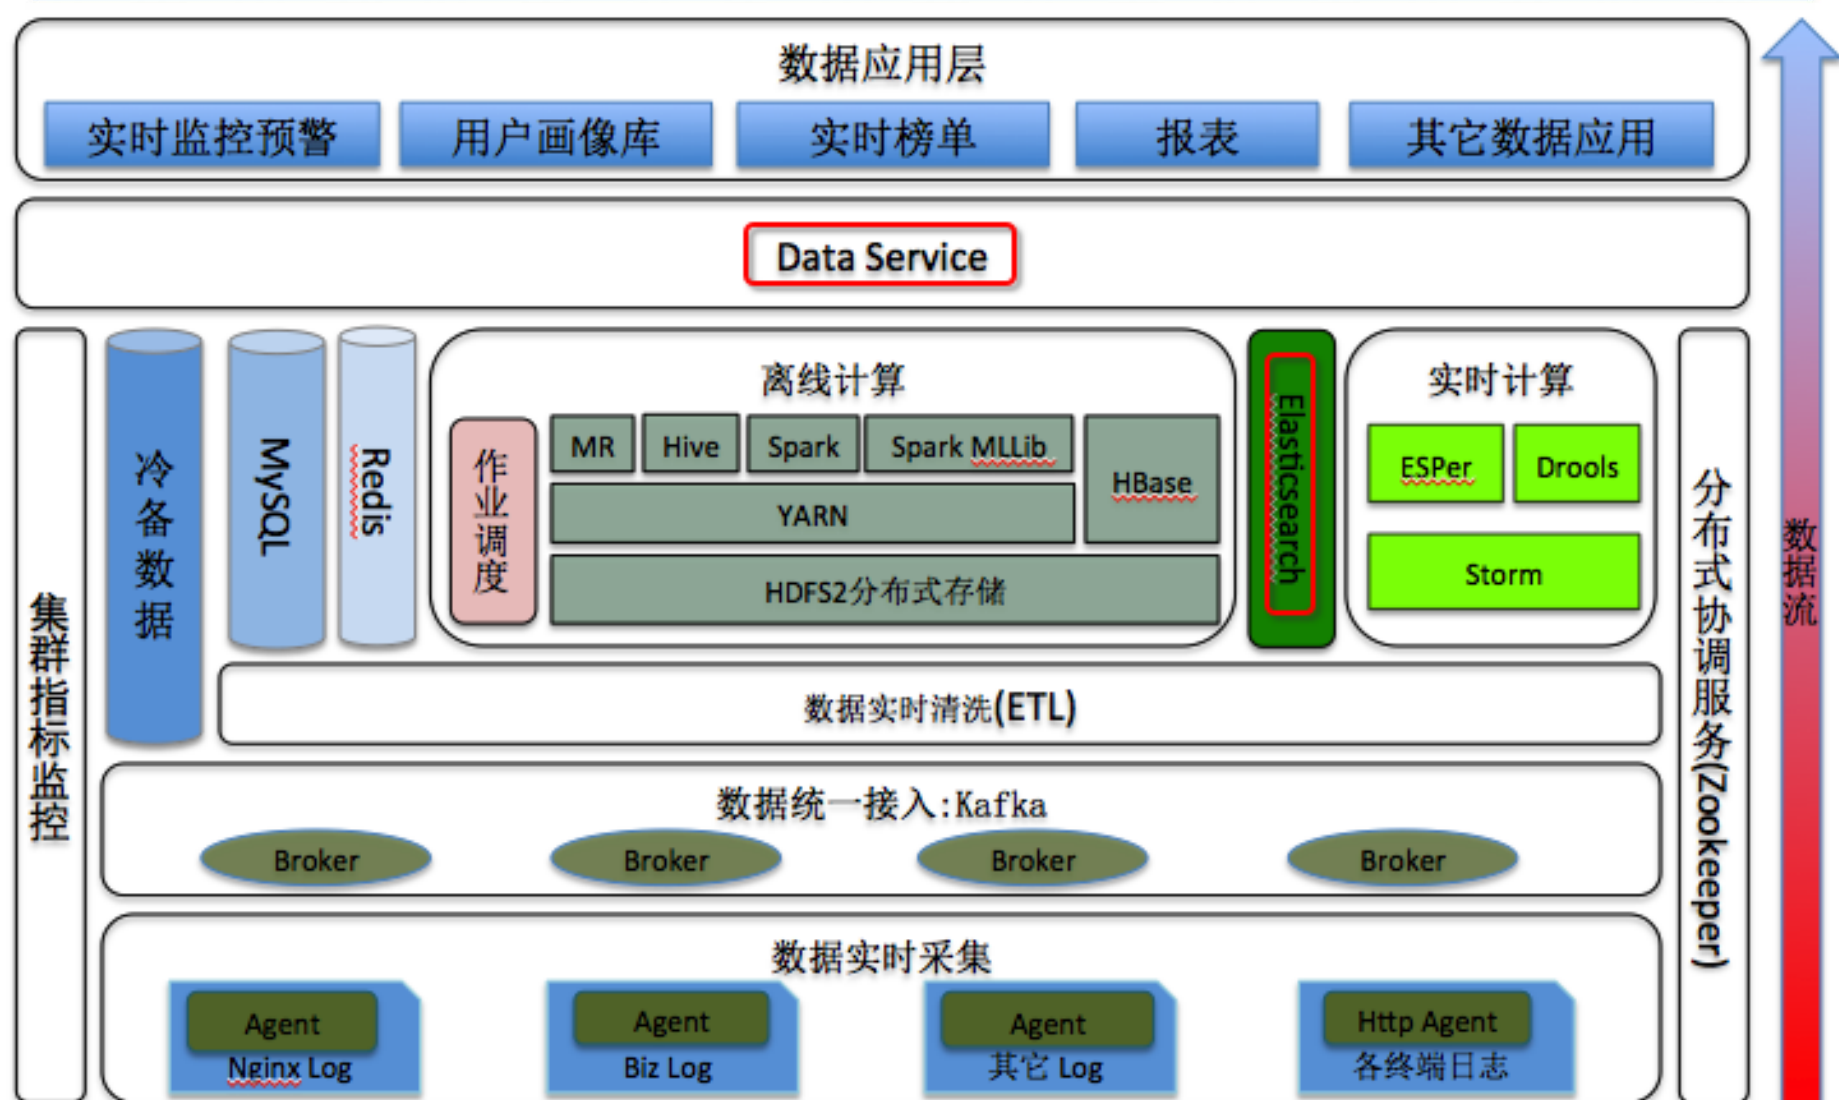 数据应用层
实时监控预警
用户画像库
实时榜单
报表
其它数据应用
Data Service
集群指标监控
冷备数据
MySQL
Redis
离线计算
作业调度
MR
Hive
Spark
Spark MLLib
HBase
YARN
HDFS2分布式存储
Elasticsearch
实时计算
ESPer
Drools
Storm
分布式协调服务(Zookeeper)
数据流
数据实时清洗(ETL)
数据统一接入:Kafka
Broker
Broker
Broker
Broker
数据实时采集
Agent
Nginx Log
Agent
Biz Log
Agent
其它 Log
Http Agent
各终端日志